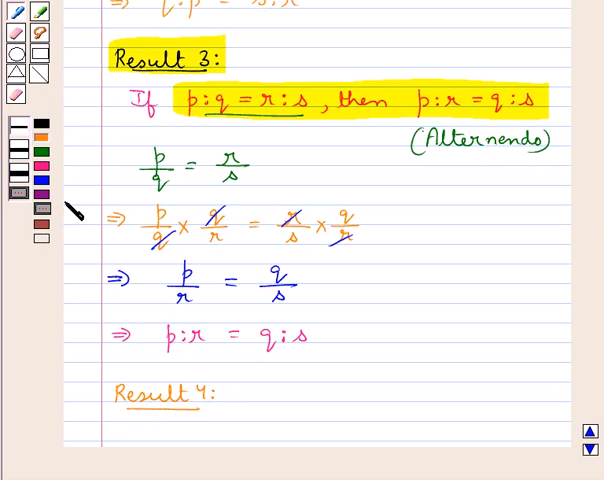 ⇒ q:p = s:r
Result 3:
If p:q = r:s, then p:r = q:s
(Alternendo)
p/q = r/s
⇒ p/q × q/r = r/s × q/r
⇒ p/r = q/s
⇒ p:r = q:s
Result 4: